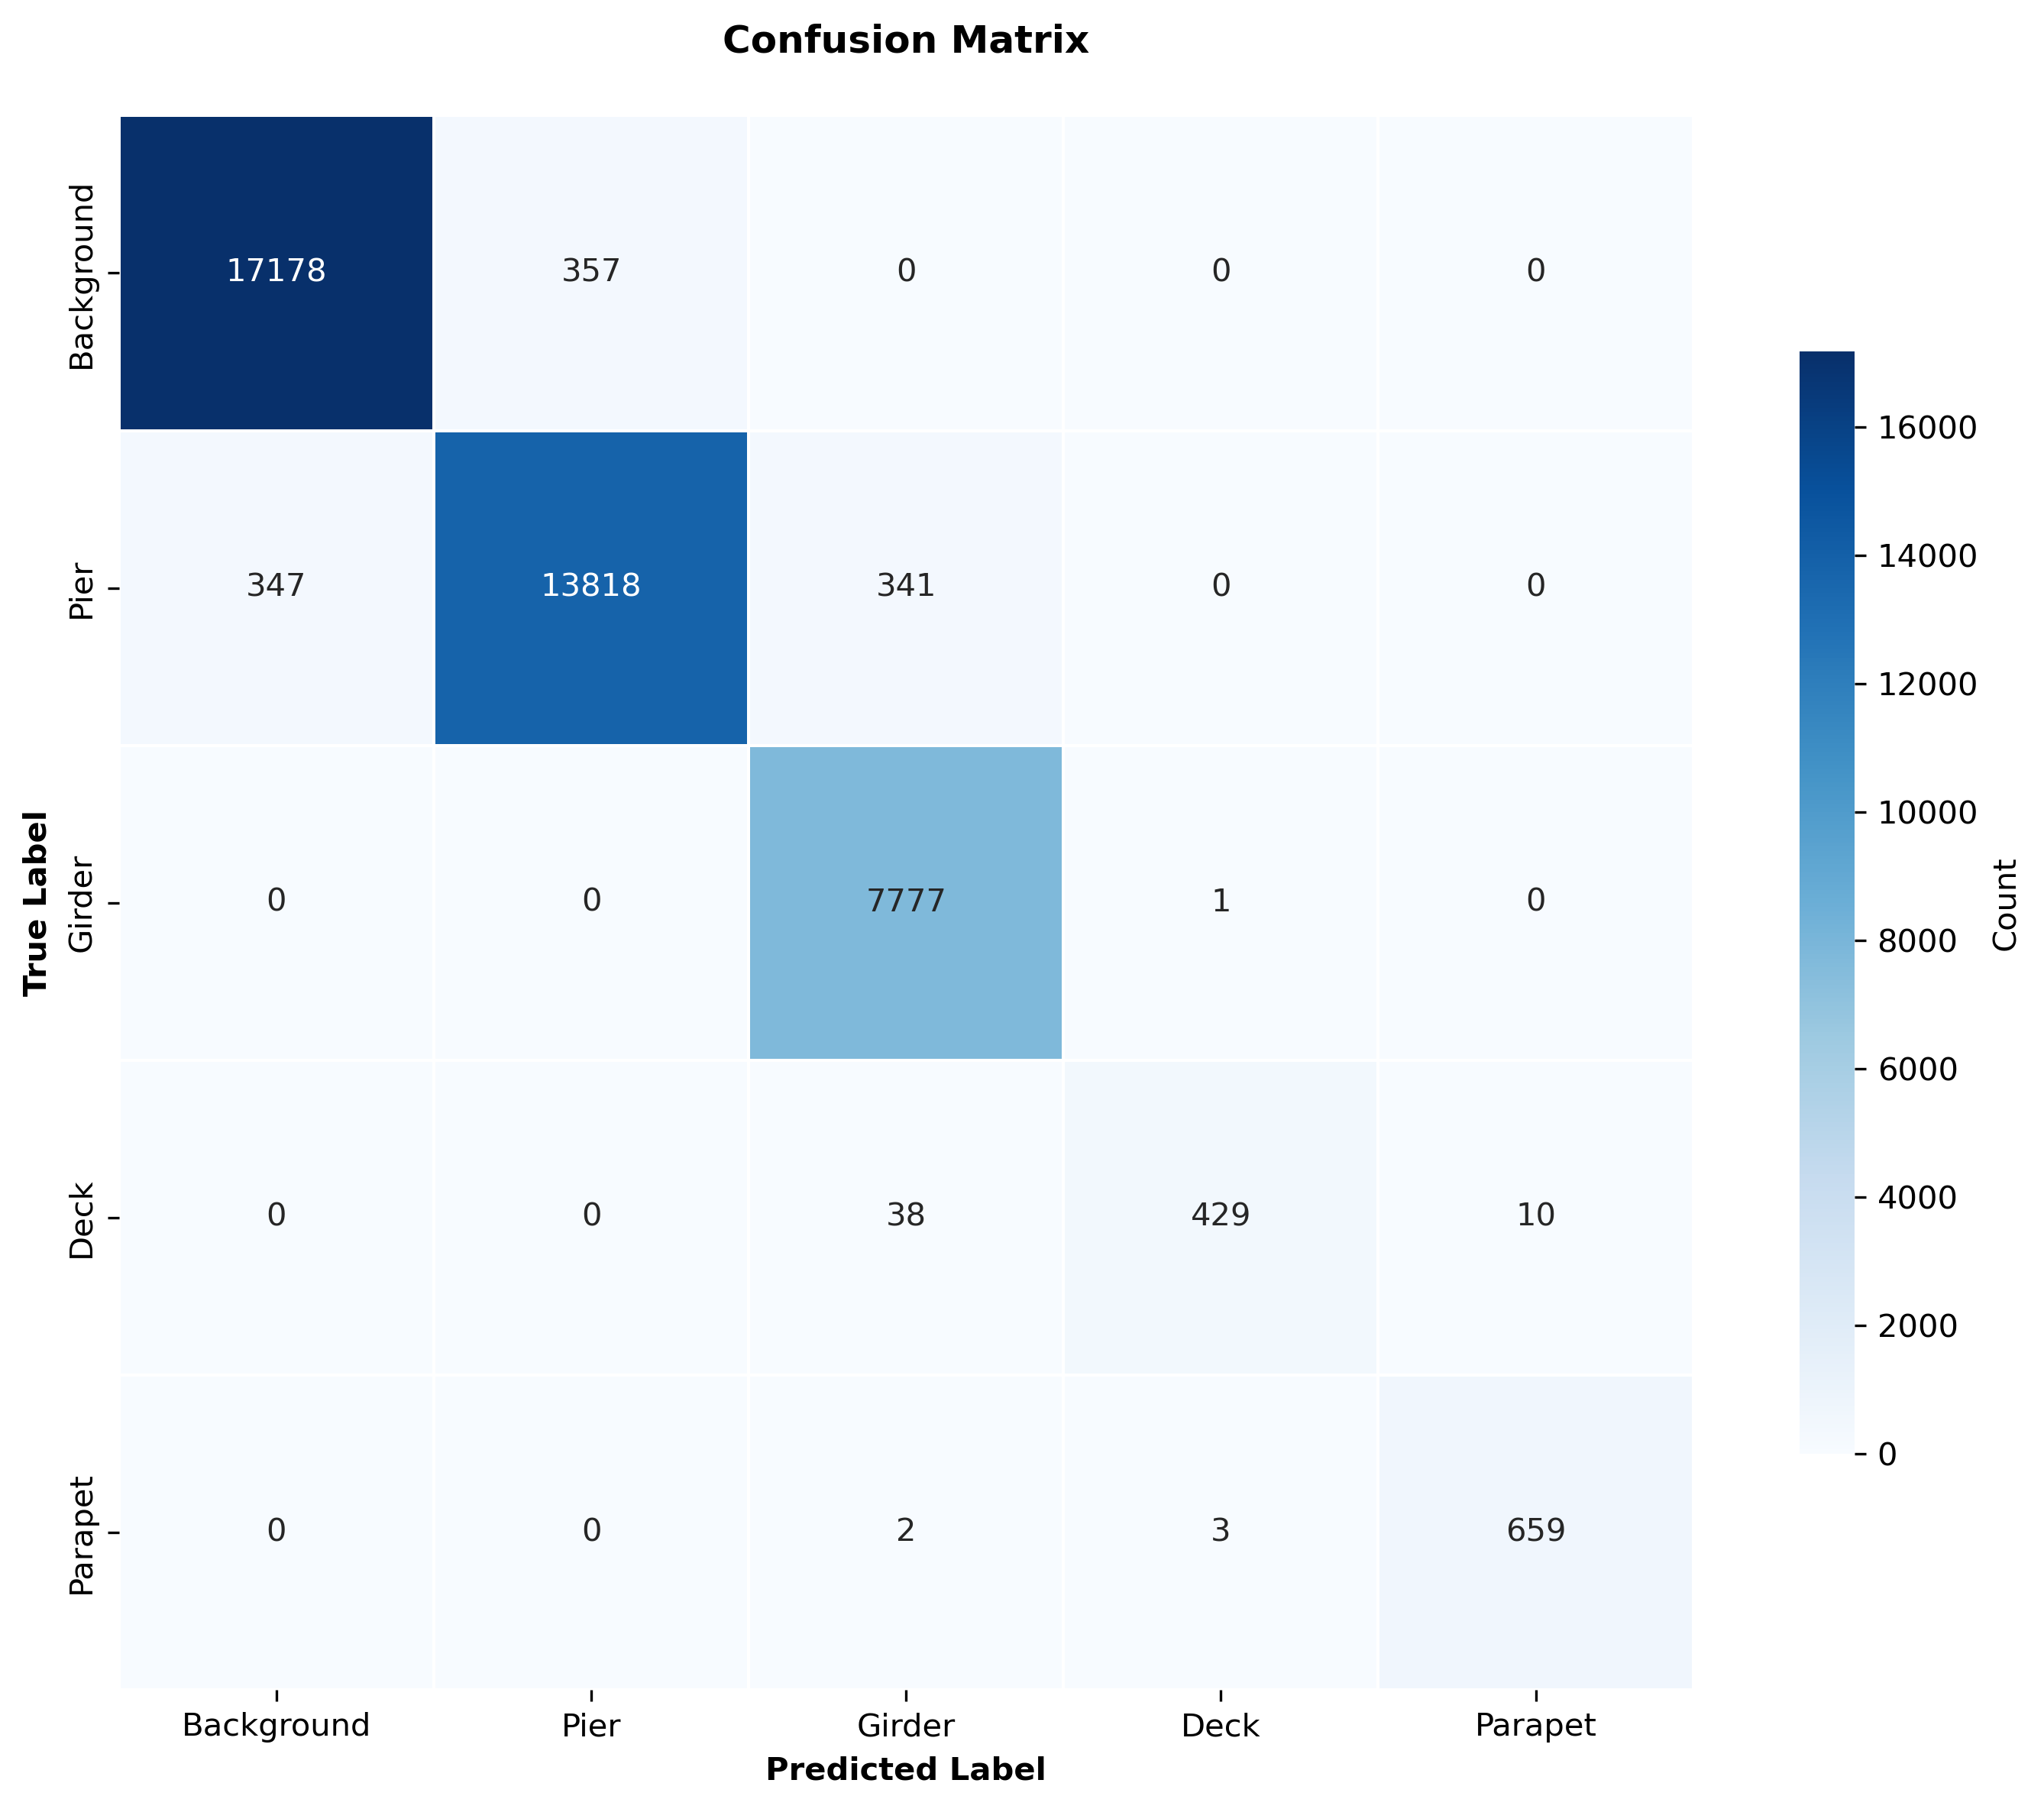 Confusion Matrix
Background
17178 357 0 0 0
Pier
347 13818 341 0 0
Girder
0 0 7777 1 0
Deck
0 0 38 429 10
Parapet
0 0 2 3 659
True Label
Background Pier Girder Deck Parapet
Predicted Label
16000
14000
12000
10000
8000
6000
4000
2000
0
Count